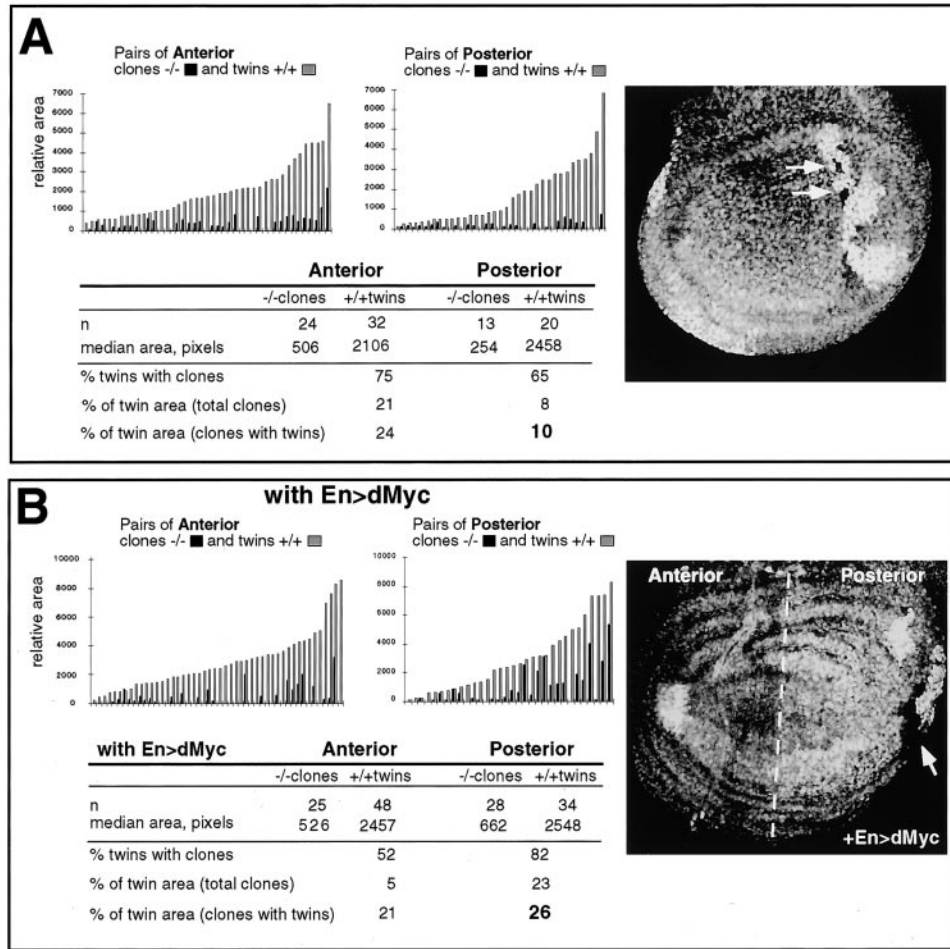 A
Pairs of Anterior
clones -/- and twins +/+
Pairs of Posterior
clones -/- and twins +/+
relative area
7000
6000
5000
4000
3000
2000
1000
0
7000
6000
5000
4000
3000
2000
1000
0
Anterior Posterior
-/-clones +/+twins -/-clones +/+twins
n 24 32 13 20
median area, pixels 506 2106 254 2458
% twins with clones 75 65
% of twin area (total clones) 21 8
% of twin area (clones with twins) 24 10
B
with En>dMyc
Pairs of Anterior
clones -/- and twins +/+
Pairs of Posterior
clones -/- and twins +/+
relative area
10000
8000
6000
4000
2000
0
10000
8000
6000
4000
2000
0
Anterior Posterior
+En>dMyc
with En>dMyc Anterior Posterior
-/-clones +/+twins -/-clones +/+twins
n 25 48 28 34
median area, pixels 526 2457 662 2548
% twins with clones 52 82
% of twin area (total clones) 5 23
% of twin area (clones with twins) 21 26